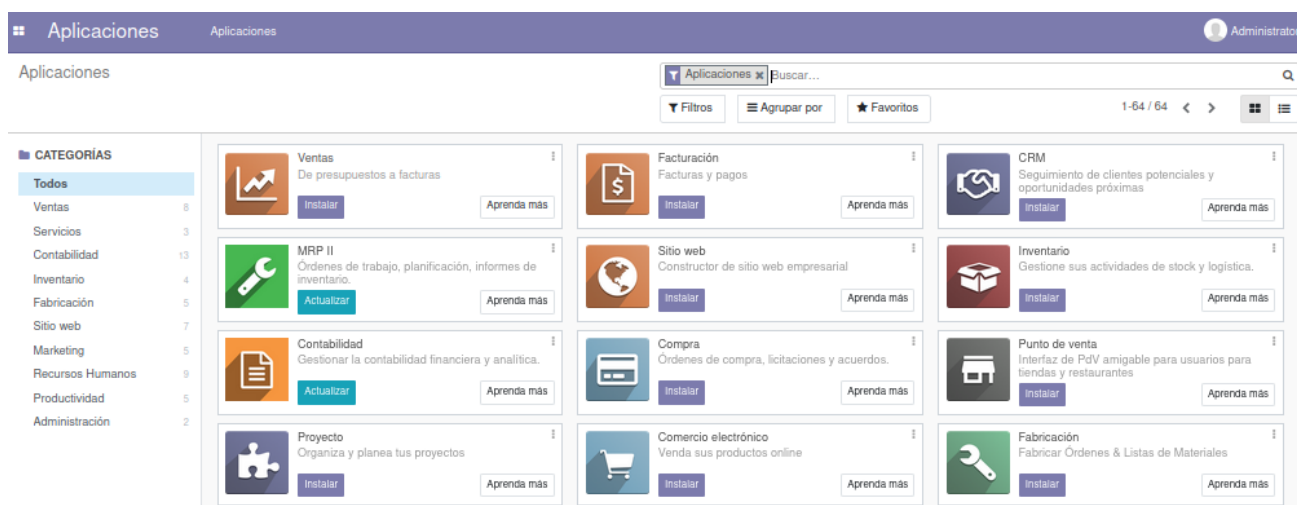 Aplicaciones Aplicaciones Administrator
Aplicaciones
Aplicaciones Buscar...
Filtros Agrupar por Favoritos 1-64 / 64
CATEGORÍAS
Todos
Ventas 8
Servicios 3
Contabilidad 13
Inventario 4
Fabricación 5
Sitio web 7
Marketing 5
Recursos Humanos 9
Productividad 5
Administración 2
Ventas
De presupuestos a facturas
Instalar Aprenda más
Facturación
Facturas y pagos
Instalar Aprenda más
CRM
Seguimiento de clientes potenciales y
oportunidades próximas
Instalar Aprenda más
MRP II
Órdenes de trabajo, planificación, informes de
inventario.
Actualizar Aprenda más
Sitio web
Constructor de sitio web empresarial
Instalar Aprenda más
Inventario
Gestione sus actividades de stock y logística.
Instalar Aprenda más
Contabilidad
Gestionar la contabilidad financiera y analítica.
Actualizar Aprenda más
Compra
Órdenes de compra, licitaciones y acuerdos.
Instalar Aprenda más
Punto de venta
Interfaz de PdV amigable para usuarios para
tiendas y restaurantes
Instalar Aprenda más
Proyecto
Organiza y planea tus proyectos
Instalar Aprenda más
Comercio electrónico
Venda sus productos online
Instalar Aprenda más
Fabricación
Fabricar Órdenes & Listas de Materiales
Instalar Aprenda más